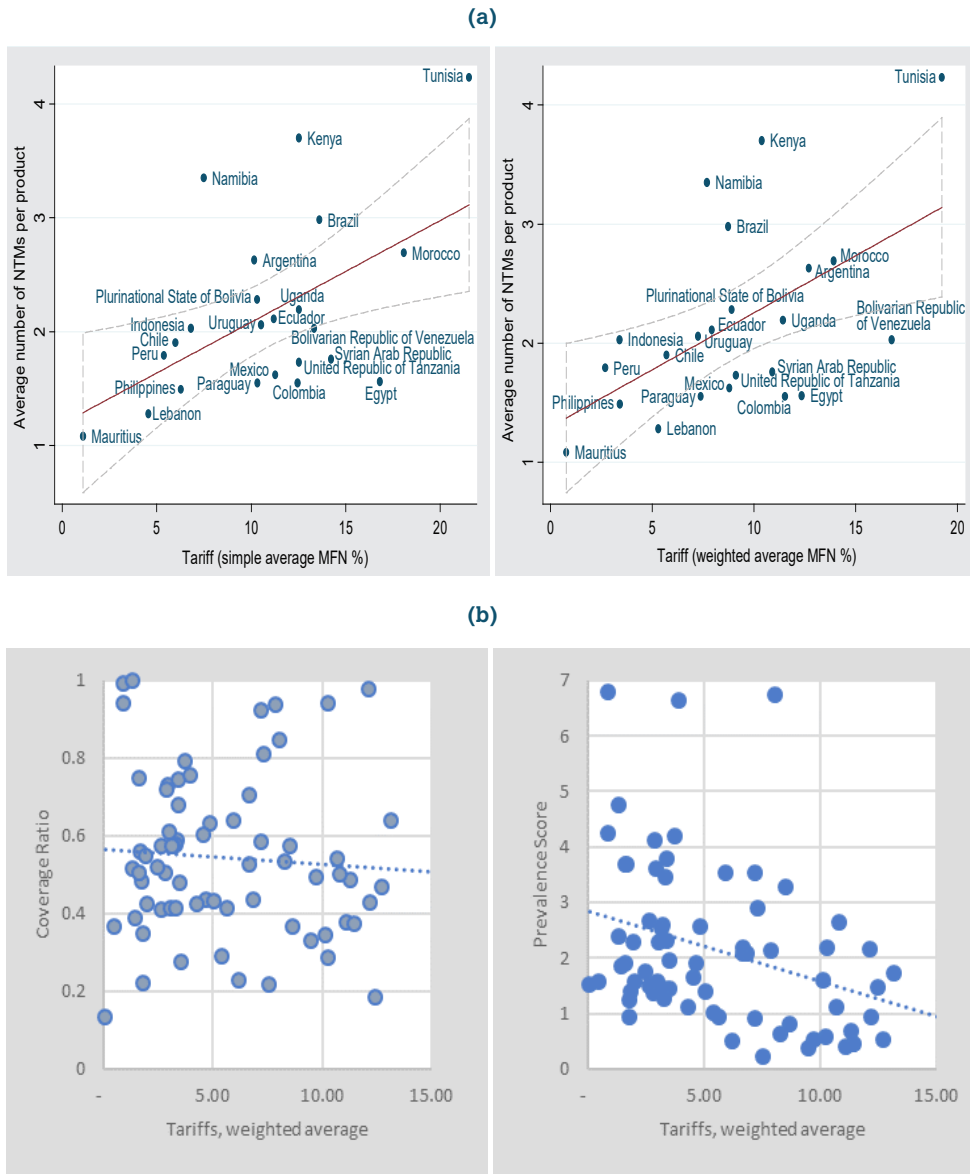 (a)
Average number of NTMs per product
4
3
2
1
Tunisia
Kenya
Namibia
Brazil
Morocco
Argentina
Plurinational State of Bolivia
Uganda
Indonesia
Uruguay
Ecuador
Chile
Bolivarian Republic of Venezuela
Peru
Syrian Arab Republic
Mexico
United Republic of Tanzania
Philippines
Paraguay
Colombia
Egypt
Lebanon
Mauritius
0 5 10 15 20
Tariff (simple average MFN %)
Average number of NTMs per product
4
3
2
1
Tunisia
Kenya
Namibia
Brazil
Morocco
Argentina
Plurinational State of Bolivia
Bolivarian Republic
of Venezuela
Uganda
Ecuador
Indonesia
Uruguay
Chile
Peru
Syrian Arab Republic
Mexico
United Republic of Tanzania
Philippines
Paraguay
Colombia
Egypt
Lebanon
Mauritius
0 5 10 15 20
Tariff (weighted average MFN %)
(b)
Coverage Ratio
1
0.8
0.6
0.4
0.2
0
- 5.00 10.00 15.00
Tariffs, weighted average
Prevalence Score
7
6
5
4
3
2
1
0
- 5.00 10.00 15.00
Tariffs, weighted average